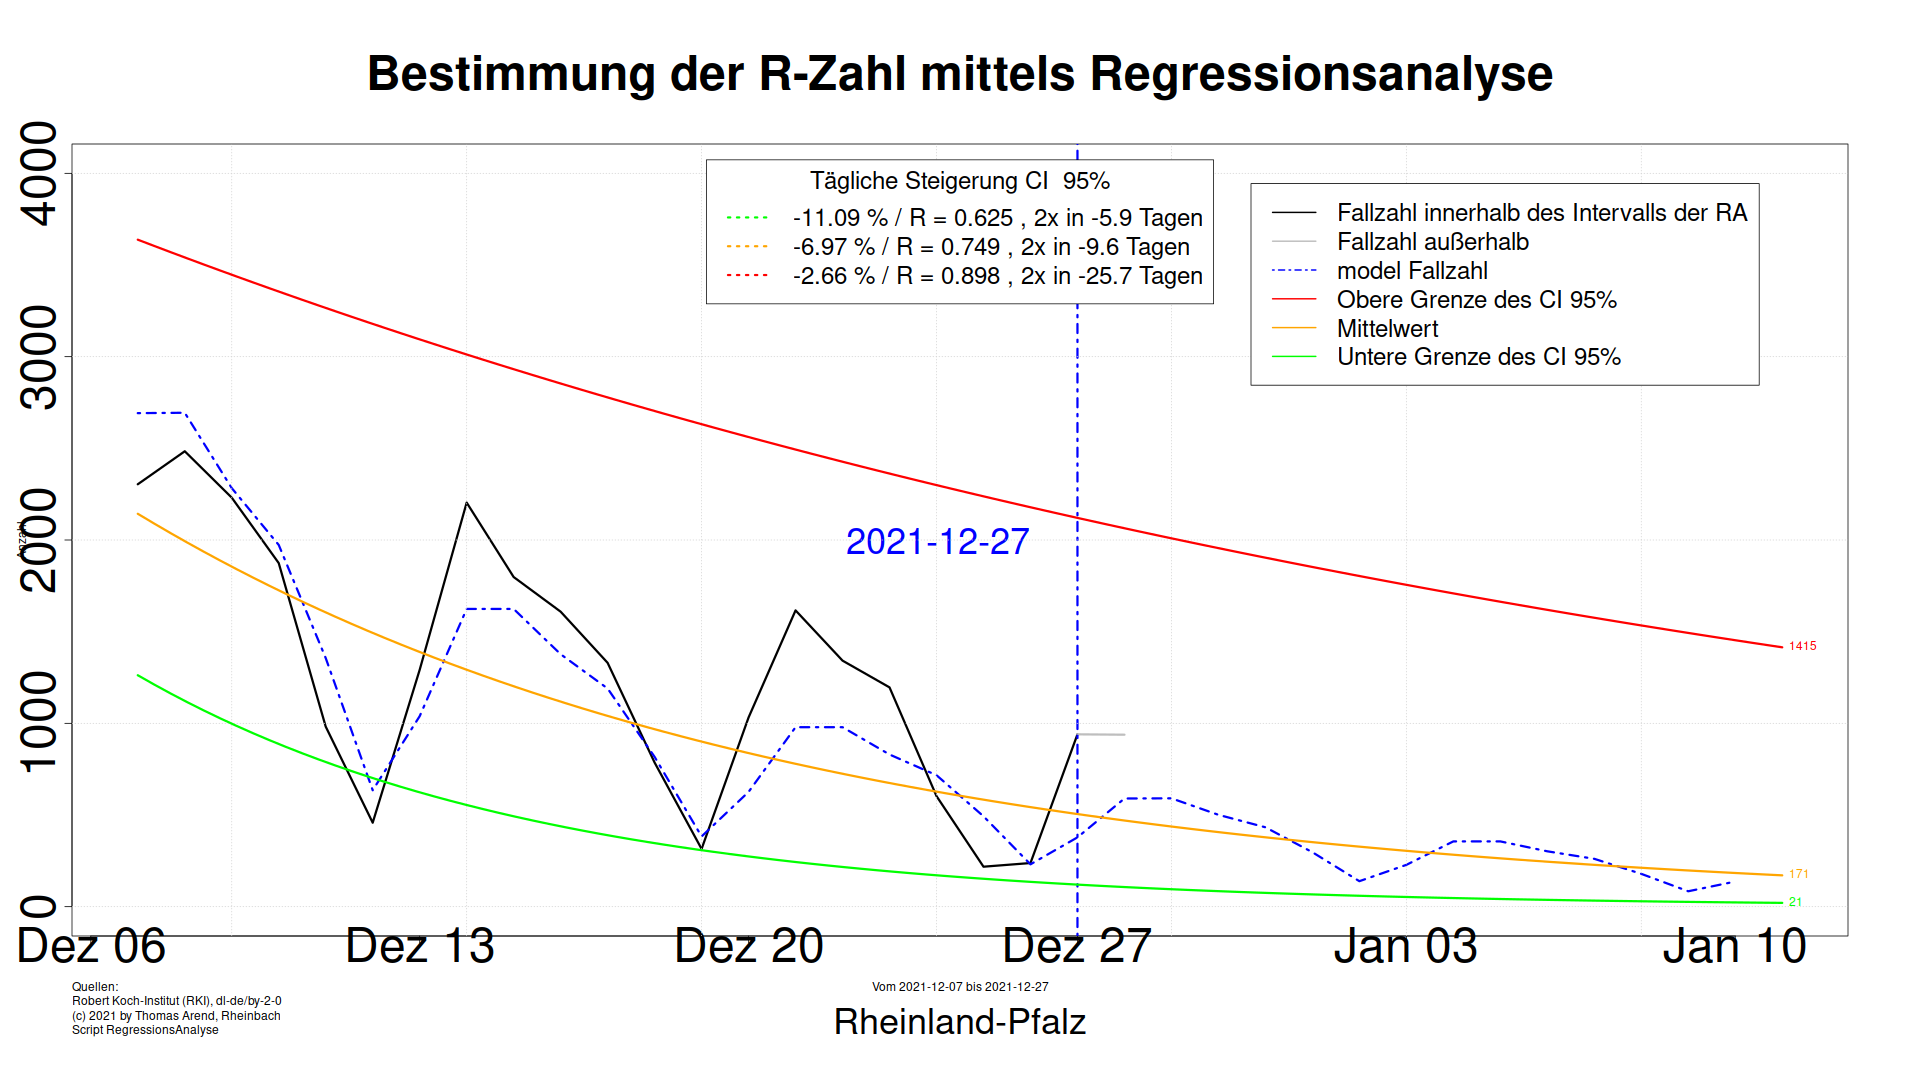 Bestimmung der R-Zahl mittels Regressionsanalyse
Anzahl
4000
3000
2000
1000
0
Tägliche Steigerung CI  95%
-11.09 % / R = 0.625 , 2x in -5.9 Tagen
-6.97 % / R = 0.749 , 2x in -9.6 Tagen
-2.66 % / R = 0.898 , 2x in -25.7 Tagen
Fallzahl innerhalb des Intervalls der RA
Fallzahl außerhalb
model Fallzahl
Obere Grenze des CI 95%
Mittelwert
Untere Grenze des CI 95%
2021-12-27
1415
171
21
Dez 06 Dez 13 Dez 20 Dez 27 Jan 03 Jan 10
Vom 2021-12-07 bis 2021-12-27
Rheinland-Pfalz
Quellen:
Robert Koch-Institut (RKI), dl-de/by-2-0
(c) 2021 by Thomas Arend, Rheinbach
Script RegressionsAnalyse